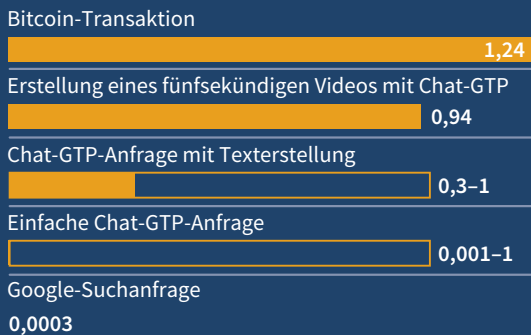 Bitcoin-Transaktion
1,24
Erstellung eines fünfsekündigen Videos mit Chat-GTP
0,94
Chat-GTP-Anfrage mit Texterstellung
0,3–1
Einfache Chat-GTP-Anfrage
0,001–1
Google-Suchanfrage
0,0003